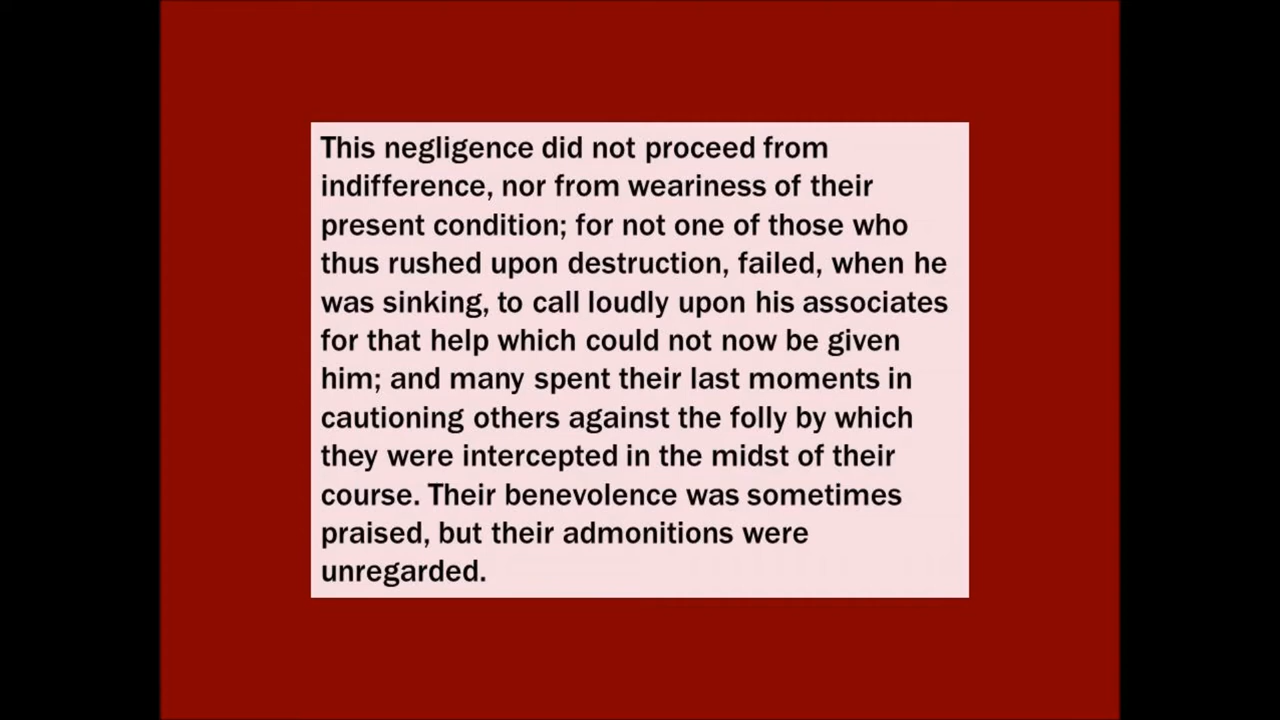 This negligence did not proceed from
indifference, nor from weariness of their
present condition; for not one of those who
thus rushed upon destruction, failed, when he
was sinking, to call loudly upon his associates
for that help which could not now be given
him; and many spent their last moments in
cautioning others against the folly by which
they were intercepted in the midst of their
course. Their benevolence was sometimes
praised, but their admonitions were
unregarded.